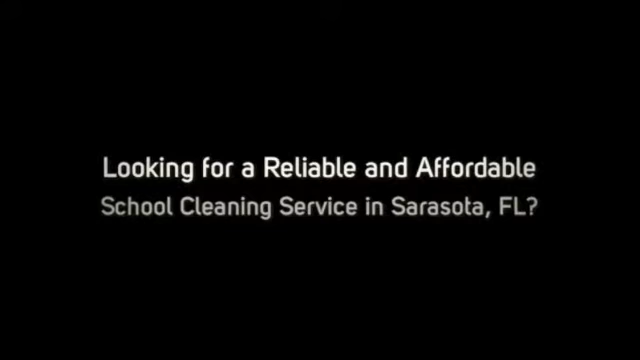 Looking for a Reliable and Affordable
School Cleaning Service in Sarasota, FL?